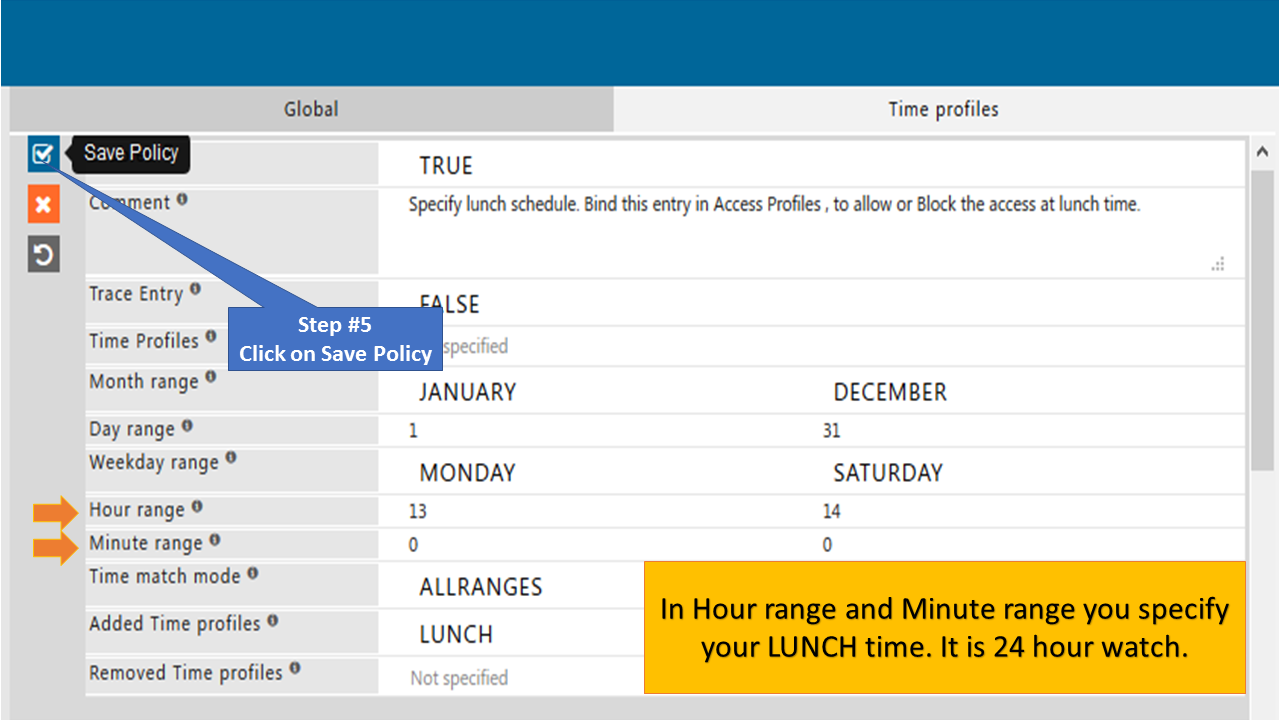 Global Time profiles
Save Policy TRUE
Comment Specify lunch schedule. Bind this entry in Access Profiles , to allow or Block the access at lunch time.
Trace Entry FALSE
Step #5
Click on Save Policy
Time Profiles specified
Month range JANUARY DECEMBER
Day range 1 31
Weekday range MONDAY SATURDAY
Hour range 13 14
Minute range 0 0
Time match mode ALLRANGES
Added Time profiles LUNCH
Removed Time profiles Not specified
In Hour range and Minute range you specify
your LUNCH time. It is 24 hour watch.